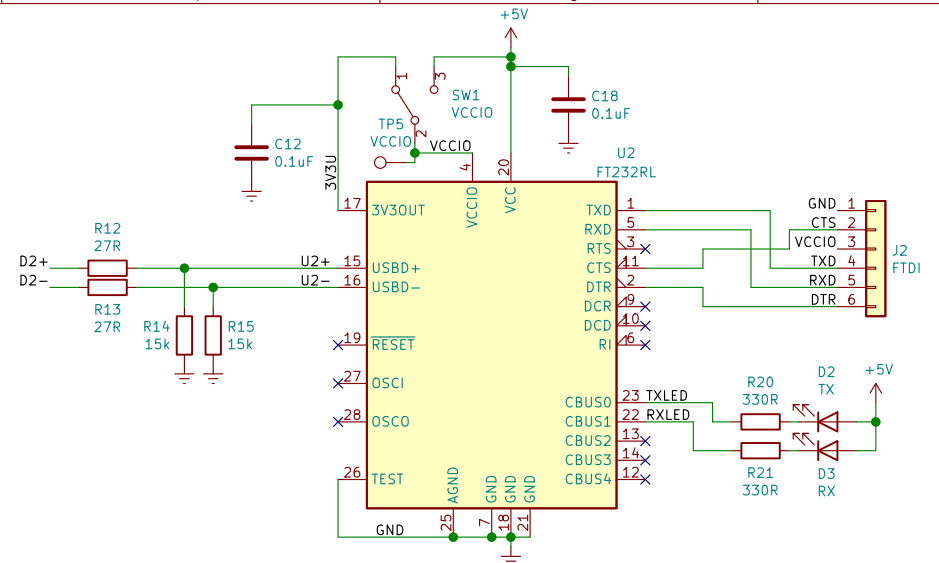 +5V
1
3
SW1
VCCIO
C18
0.1uF
TP5
VCCIO
2
VCCIO
C12
0.1uF
3V3U
4
20
U2
FT232RL
VCCIO
VCC
17
3V3OUT
TXD
1
RXD
5
RTS
3
CTS
11
DTR
2
DCR
9
DCD
10
RI
6
GND
1
CTS
2
VCCIO
3
TXD
4
RXD
5
DTR
6
J2
FTDI
R12
27R
D2+
D2-
U2+
15
USBD+
U2-
16
USBD-
R13
27R
R14
15k
R15
15k
19
RESET
27
OSCI
28
OSCO
26
TEST
CBUS0
23
TXLED
CBUS1
22
RXLED
CBUS2
13
CBUS3
14
CBUS4
12
R20
330R
D2
TX
+5V
R21
330R
D3
RX
AGND
GND
GND
GND
25
7
18
21
GND